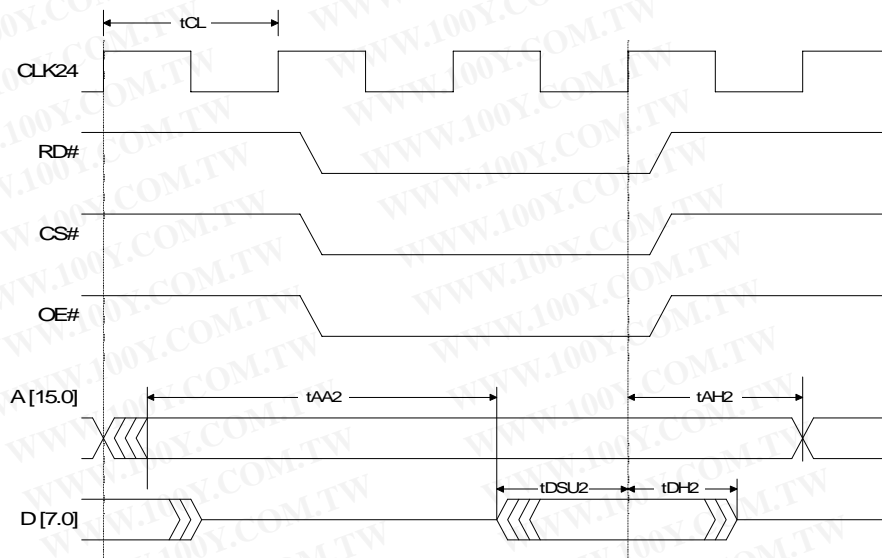 tCL
CLK24
RD#
CS#
OE#
A [15.0]
tAA2
tAH2
tDSU2
tDH2
D [7.0]
WWW.100Y.COM.TW